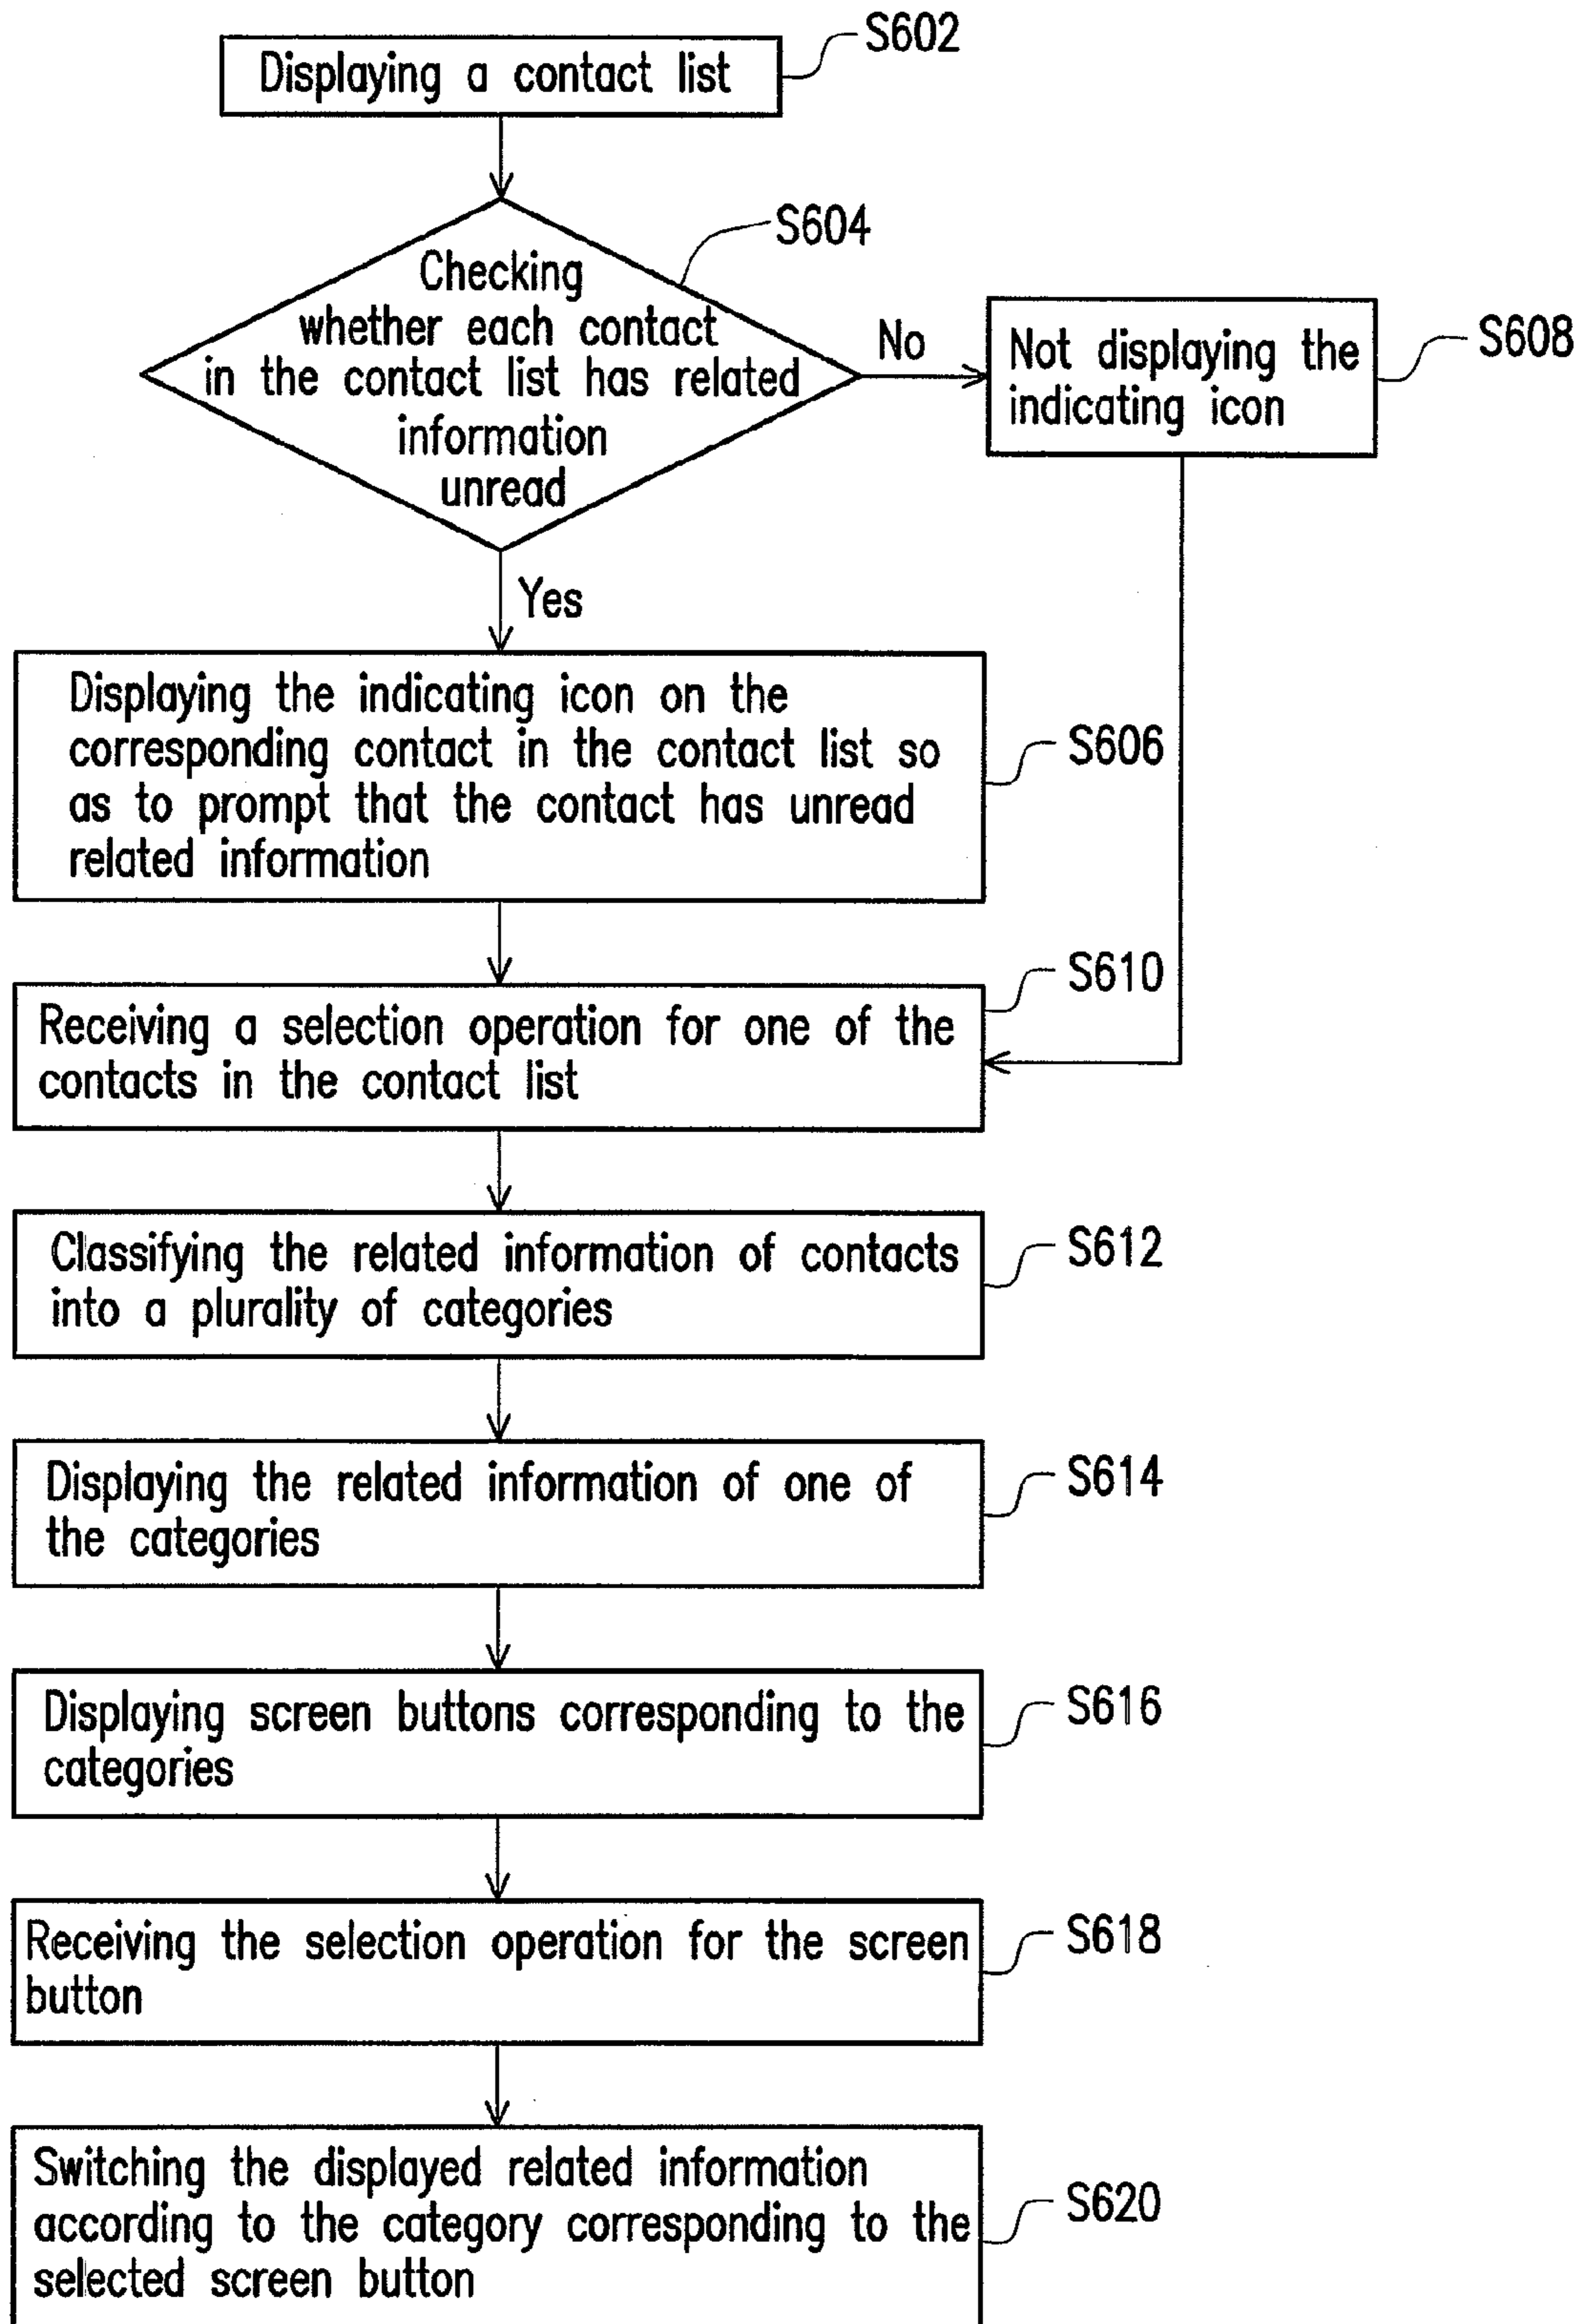 S602
Displaying a contact list
S604
Checking
whether each contact
in the contact list has related
information
unread
No
Not displaying the
indicating icon
S608
Yes
Displaying the indicating icon on the
corresponding contact in the contact list so
as to prompt that the contact has unread
related information
S606
S610
Receiving a selection operation for one of the
contacts in the contact list
Classifying the related information of contacts
into a plurality of categories
S612
Displaying the related information of one of
the categories
S614
Displaying screen buttons corresponding to the
categories
S616
Receiving the selection operation for the screen
button
S618
Switching the displayed related information
according to the category corresponding to the
selected screen button
S620